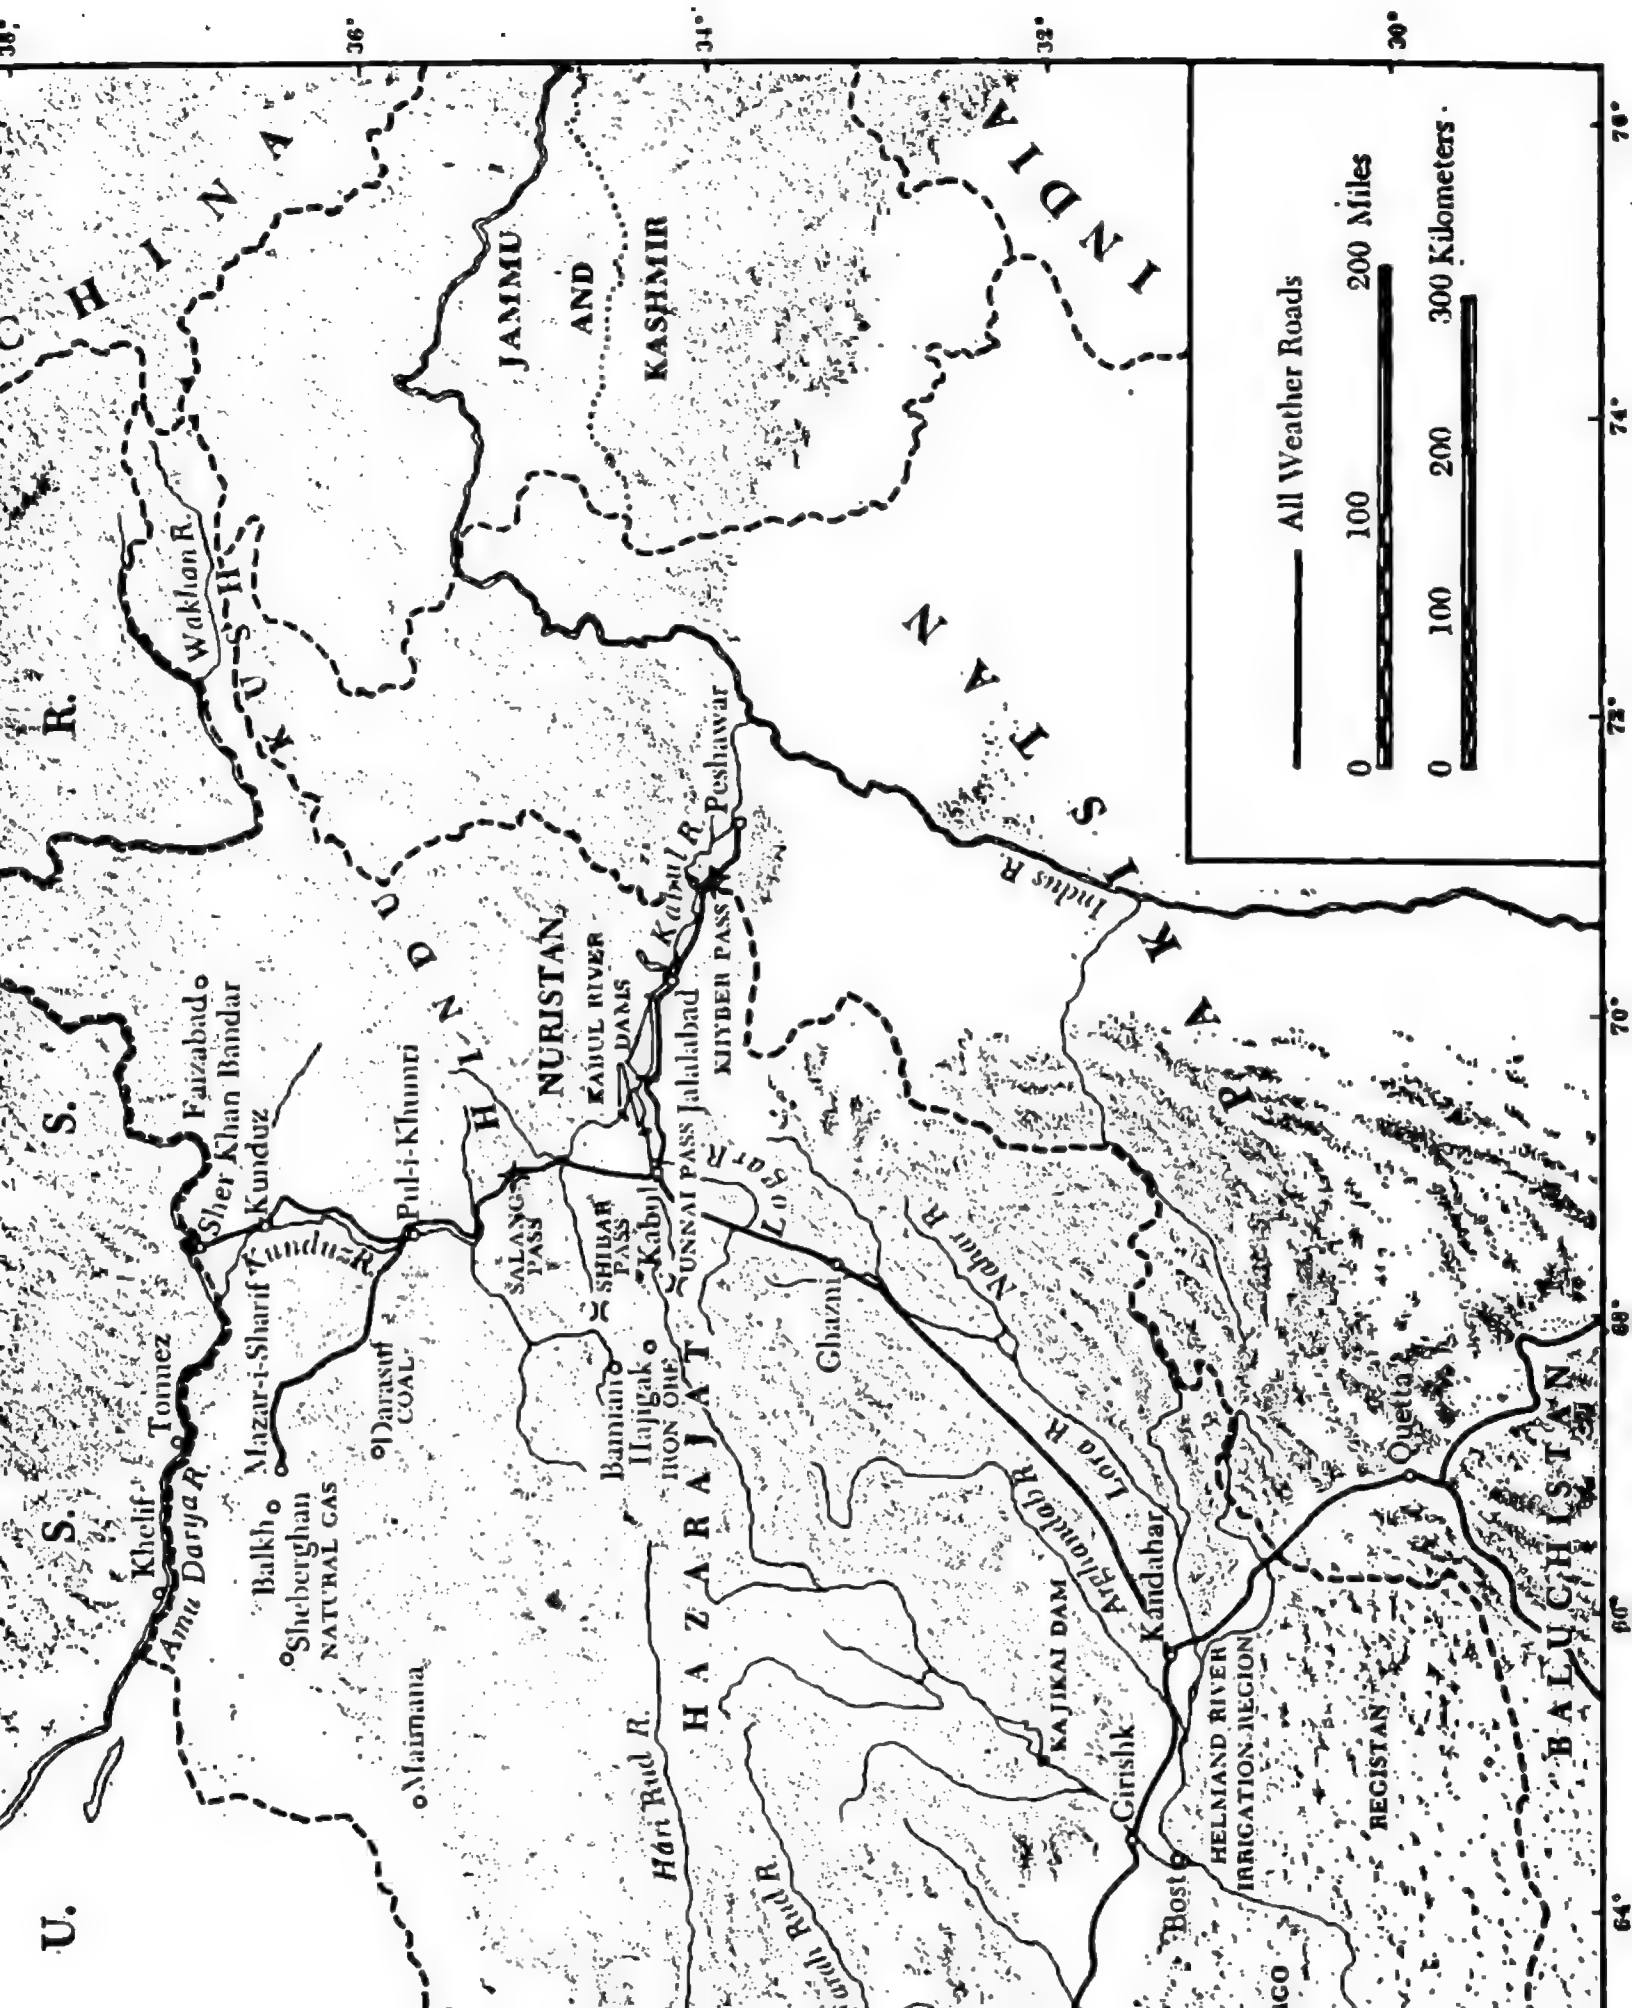 38°
36°
34°
32°
30°
76°
74°
72°
70°
68°
64°
U. S. S. R.
CHINA
INDIA
PAKISTAN
JAMMU
AND
KASHMIR
HINDU KUSH
Wakhan R.
Faizabad
Sher Khan Bandar
Kunduz
Kunduz R.
Pul-i-Khumri
Termez
Khelif
Amu Darya R.
Mazar-i-Sharif
Balkh
Sheberghan
NATURAL GAS
Darasuf
COAL
Maimana
NURISTAN
KABUL RIVER
DAMS
Kabul R.
Peshawar
KHYBER PASS
Jalalabad
SALANG
PASS
SHIBAR
PASS
Kabul
UNNAI PASS
Logar R.
Bamian
Hajigak
IRON ORE
HAZARAJAT
Ghazni
Nahar R.
Lora R.
Arghandab R.
Hari Rud R.
Rud R.
KAJIKAI DAM
Kandahar
Girishk
Bost
HELMAND RIVER
IRRIGATION REGION
REGISTAN
Quetta
BALUCHISTAN
Indus R.
All Weather Roads
0 100 200 Miles
0 100 200 300 Kilometers